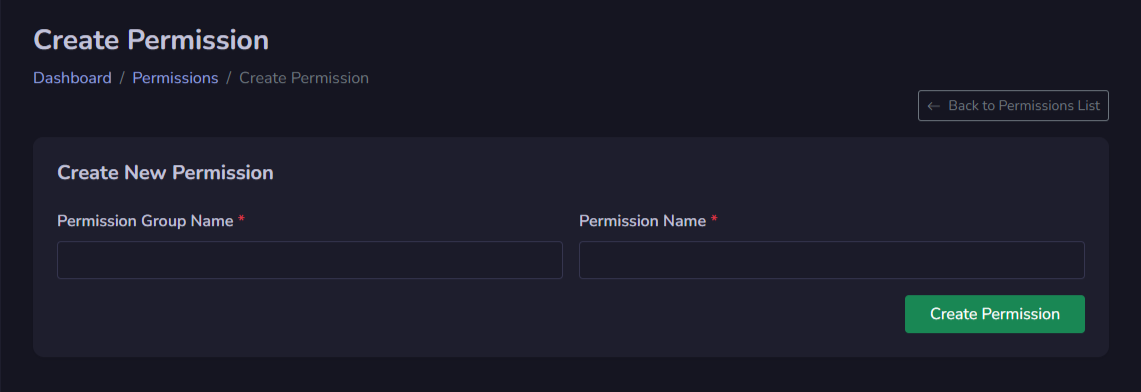 Create Permission
Dashboard / Permissions / Create Permission
← Back to Permissions List
Create New Permission
Permission Group Name *
Permission Name *
Create Permission